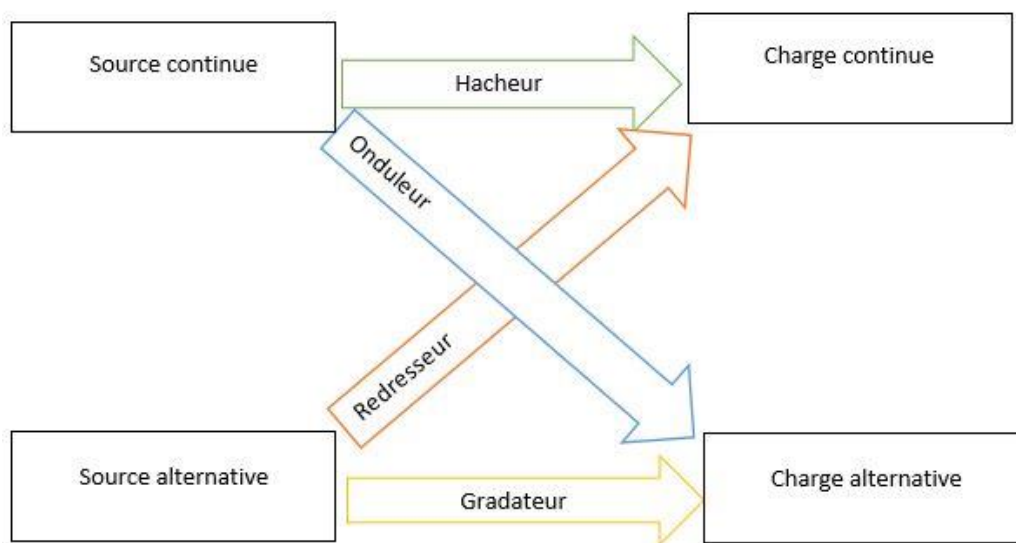 Source continue
Hacheur
Charge continue
Onduleur
Redresseur
Source alternative
Gradateur
Charge alternative